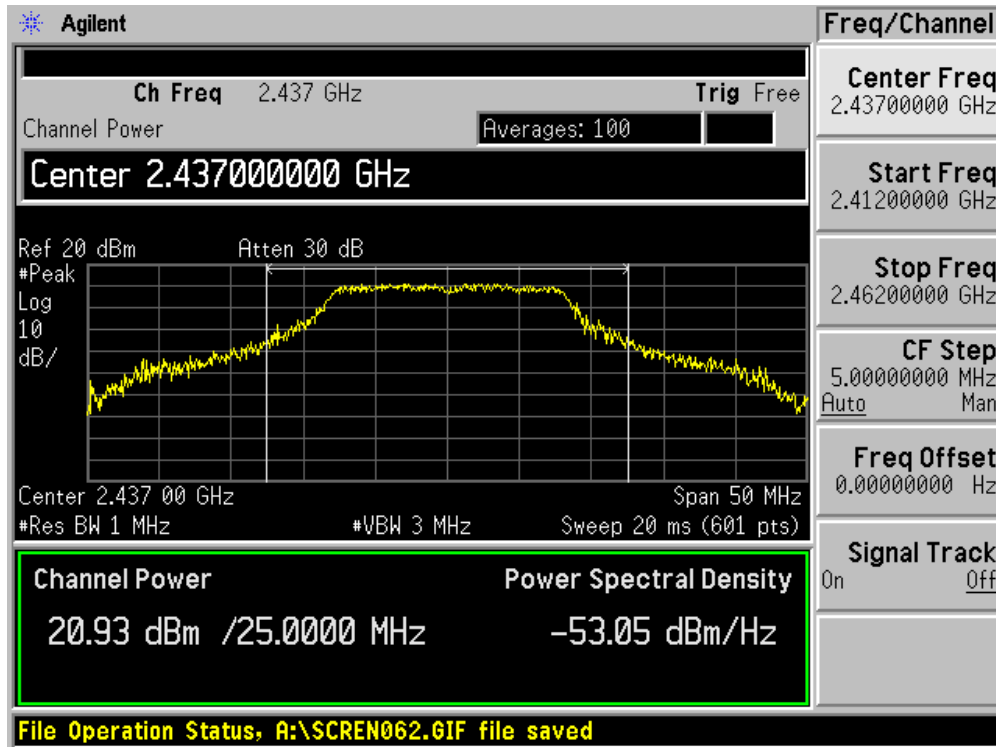 Agilent
Freq/Channel
Ch Freq 2.437 GHz Trig Free
Channel Power Averages: 100
Center 2.437000000 GHz
Ref 20 dBm Atten 30 dB
#Peak
Log
10
dB/
Center 2.437 00 GHz Span 50 MHz
#Res BW 1 MHz #VBW 3 MHz Sweep 20 ms (601 pts)
Channel Power Power Spectral Density
20.93 dBm /25.0000 MHz -53.05 dBm/Hz
File Operation Status, A:\SCREN062.GIF file saved
Center Freq
2.43700000 GHz
Start Freq
2.41200000 GHz
Stop Freq
2.46200000 GHz
CF Step
5.00000000 MHz
Auto Man
Freq Offset
0.00000000 Hz
Signal Track
On Off